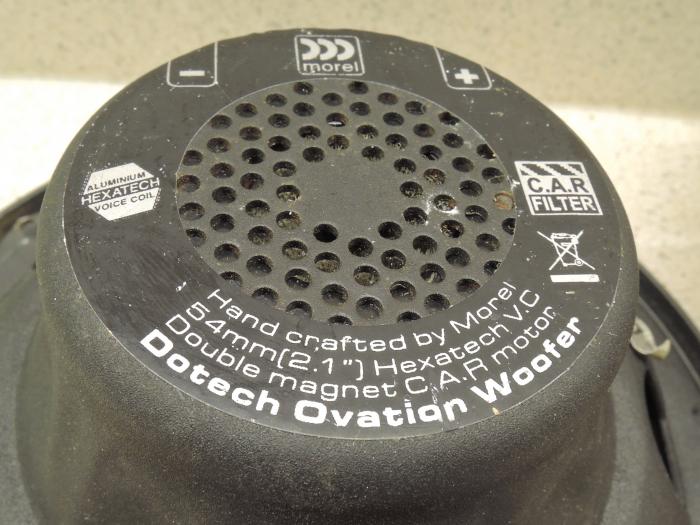 morel
-
+
ALUMINIUM
HEXATECH
VOICE COIL
C.A.R
FILTER
Hand crafted by Morel
54mm(2.1") Hexatech V.C
Double magnet C.A.R motor
Dotech Ovation Woofer